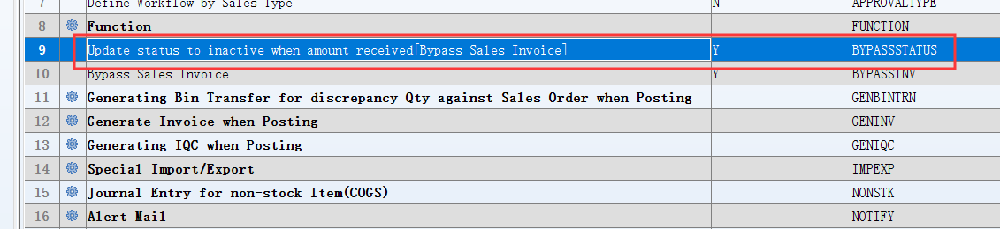 7 Define Workflow by Sales Type N APPROVALTYPE
8 Function FUNCTION
9 Update status to inactive when amount received[Bypass Sales Invoice] Y BYPASSSTATUS
10 Bypass Sales Invoice Y BYPASSINV
11 Generating Bin Transfer for discrepancy Qty against Sales Order when Posting GENBINTRN
12 Generate Invoice when Posting GENINV
13 Generating IQC when Posting GENIQC
14 Special Import/Export IMPEXP
15 Journal Entry for non-stock Item(COGS) NONSTK
16 Alert Mail NOTIFY